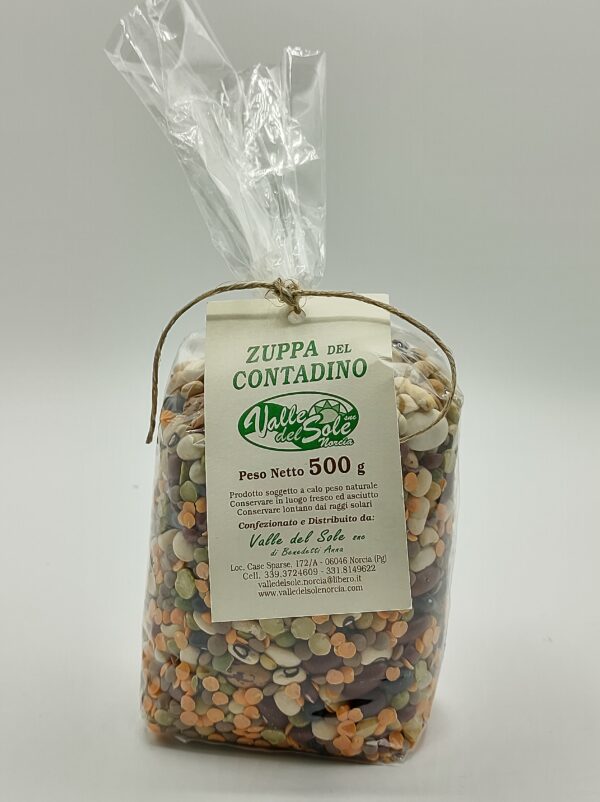 ZUPPA DEL
CONTADINO
Valle
del Sole snc
Norcia
Peso Netto 500 g
Prodotto soggetto a calo peso naturale
Conservare in luogo fresco ed asciutto
Conservare lontano dai raggi solari
Confezionato e Distribuito da:
Valle del Sole snc
di Benedetti Anna
Loc. Case Sparse, 172/A - 06046 Norcia (Pg)
Cell. 339.3724609 - 331.8149622
valledelsole.norcia@libero.it
www.valledelsolenorcia.com